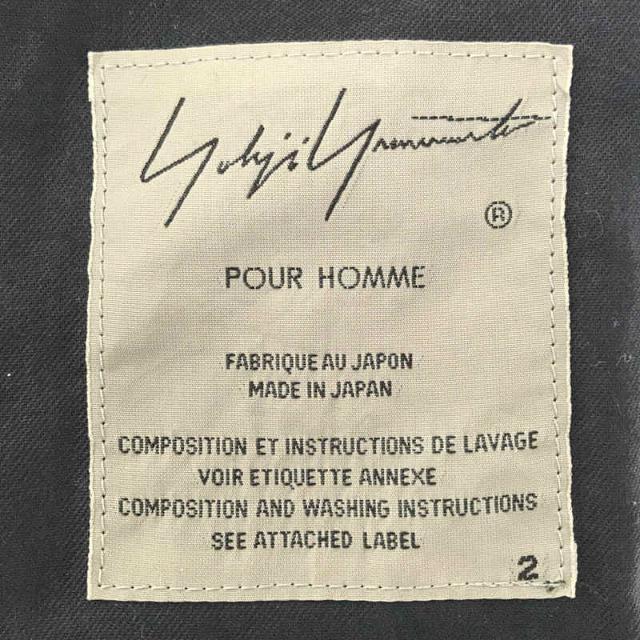 Yohji Yamamoto
®
POUR HOMME
FABRIQUE AU JAPON
MADE IN JAPAN
COMPOSITION ET INSTRUCTIONS DE LAVAGE
VOIR ETIQUETTE ANNEXE
COMPOSITION AND WASHING INSTRUCTIONS
SEE ATTACHED LABEL
2